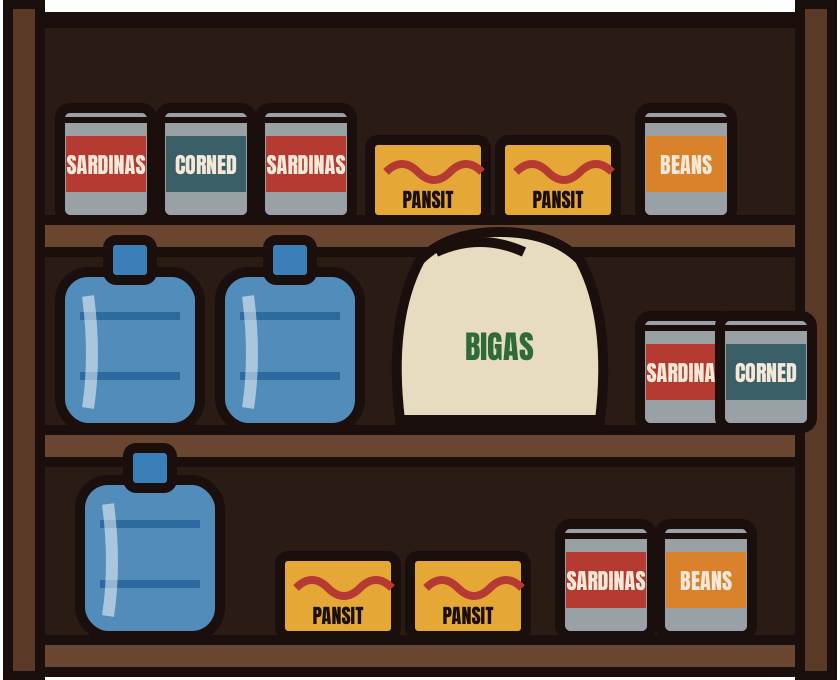 SARDINAS
CORNED
SARDINAS
PANSIT
PANSIT
BEANS
BIGAS
SARDINA
CORNED
PANSIT
PANSIT
SARDINAS
BEANS